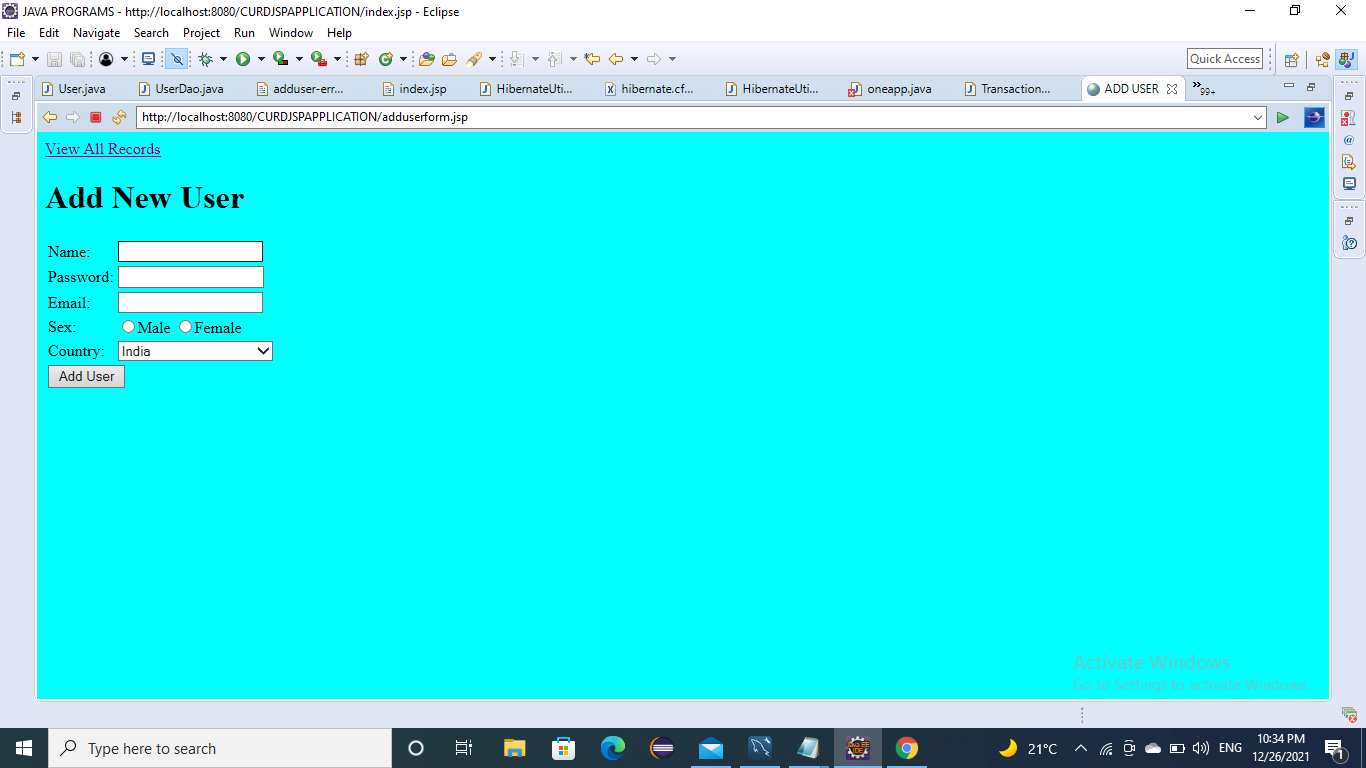 JAVA PROGRAMS - http://localhost:8080/CURDJSPAPPLICATION/index.jsp - Eclipse
File Edit Navigate Search Project Run Window Help
Quick Access
User.java UserDao.java adduser-err... index.jsp HibernateUti... hibernate.cf... HibernateUti... oneapp.java Transaction... ADD USER 99+
http://localhost:8080/CURDJSPAPPLICATION/adduserform.jsp
View All Records
Add New User
Name:
Password:
Email:
Sex: Male Female
Country: India
Add User
Activate Windows
Go to Settings to activate Windows.
Type here to search
21°C
ENG
10:34 PM
12/26/2021
1